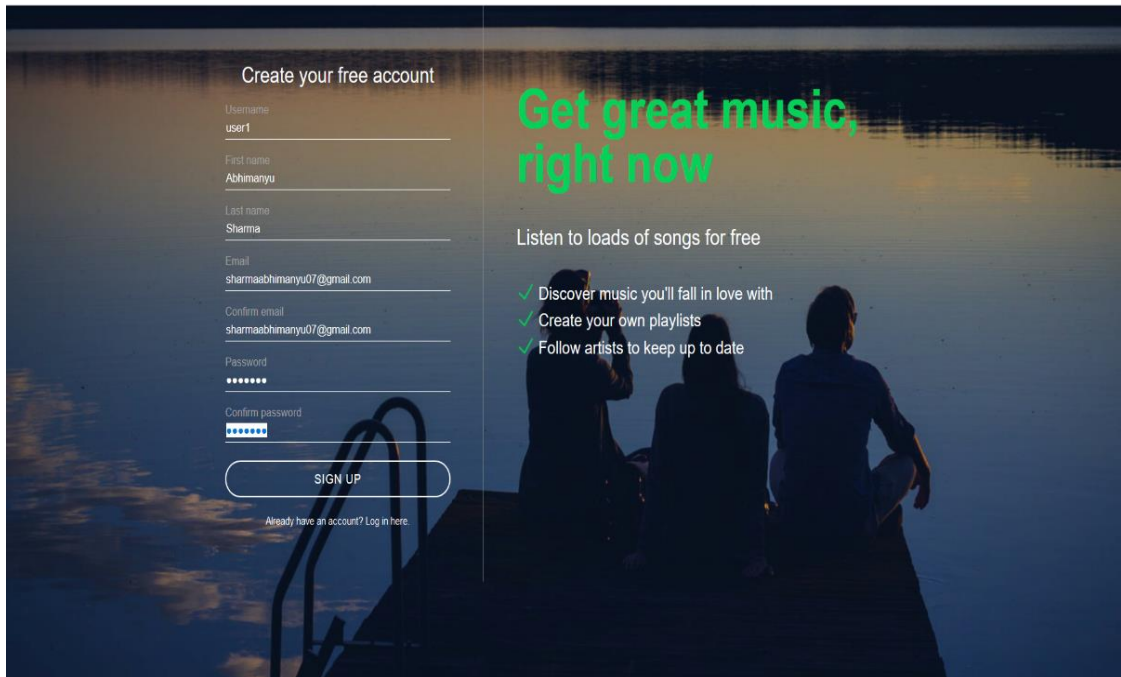 Create your free account
Username
user1
First name
Abhimanyu
Last name
Sharma
Email
sharmaabhimanyu07@gmail.com
Confirm email
sharmaabhimanyu07@gmail.com
Password
•••••••
Confirm password
•••••••
SIGN UP
Already have an account? Log in here.
Get great music,
right now
Listen to loads of songs for free
Discover music you'll fall in love with
Create your own playlists
Follow artists to keep up to date